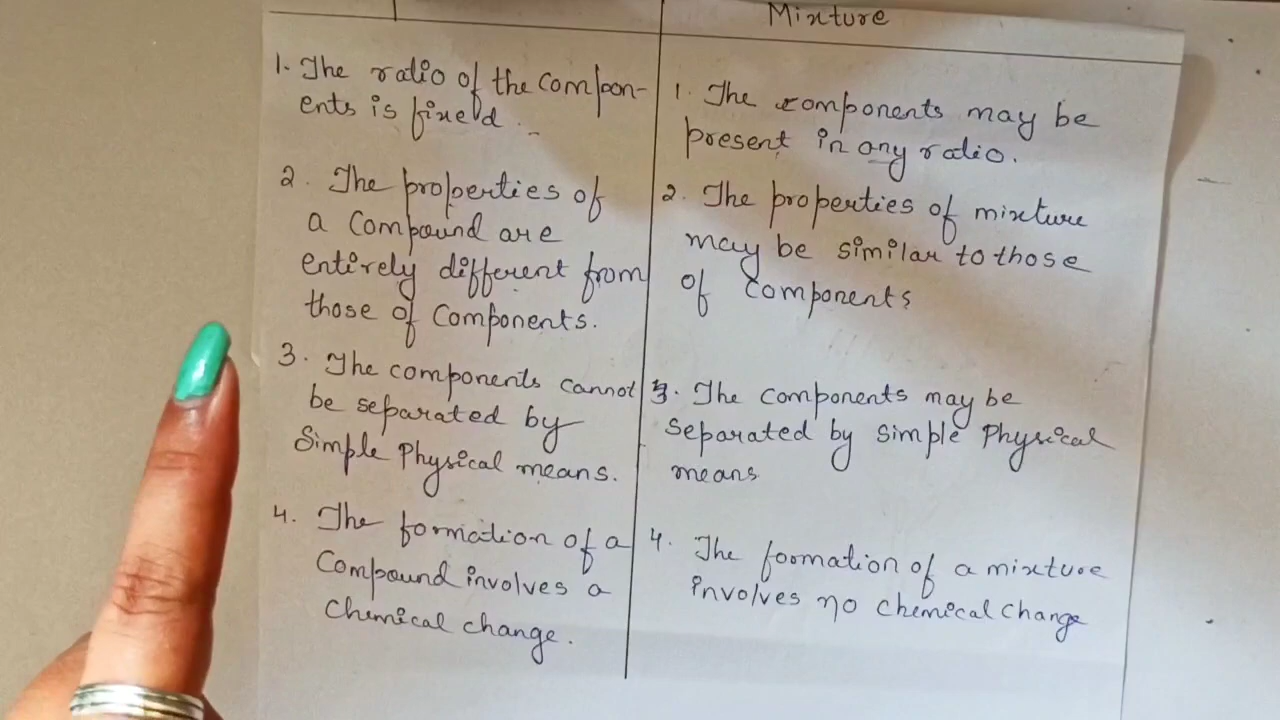 Mixture
1. The ratio of the compon-
ents is fixed.
2. The properties of
a compound are
entirely different from
those of components.
3. The components cannot
be separated by
Simple Physical means.
4. The formation of a
Compound involves a
chemical change.
1. The components may be
present in any ratio.
2. The properties of mixture
may be similar to those
of components
3. The components may be
separated by simple Physical
means
4. The formation of a mixture
involves no chemical change